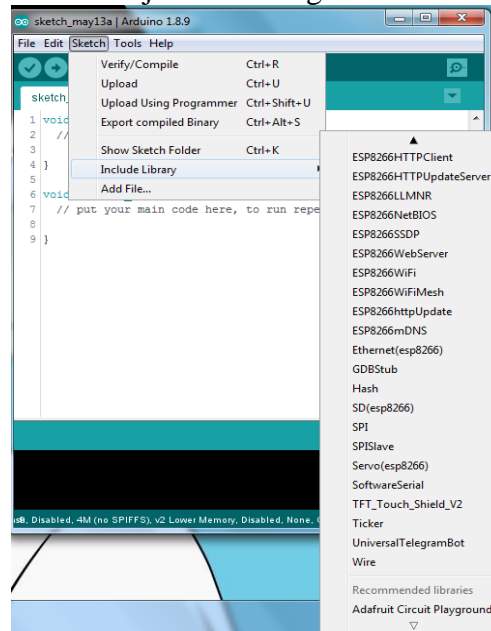 sketch_may13a | Arduino 1.8.9
File Edit Sketch Tools Help
Verify/Compile Ctrl+R
Upload Ctrl+U
Upload Using Programmer Ctrl+Shift+U
Export compiled Binary Ctrl+Alt+S
Show Sketch Folder Ctrl+K
Include Library
Add File...
sketch_
1 void
2 //
3
4 }
5
6 void
7 // put your main code here, to run repe
8
9 }
ESP8266HTTPClient
ESP8266HTTPUpdateServer
ESP8266LLMNR
ESP8266NetBIOS
ESP8266SSDP
ESP8266WebServer
ESP8266WiFi
ESP8266WiFiMesh
ESP8266httpUpdate
ESP8266mDNS
Ethernet(esp8266)
GDBStub
Hash
SD(esp8266)
SPI
SPISlave
Servo(esp8266)
SoftwareSerial
TFT_Touch_Shield_V2
Ticker
UniversalTelegramBot
Wire
Recommended libraries
Adafruit Circuit Playground
Disabled, 4M (no SPIFFS), v2 Lower Memory, Disabled, None,